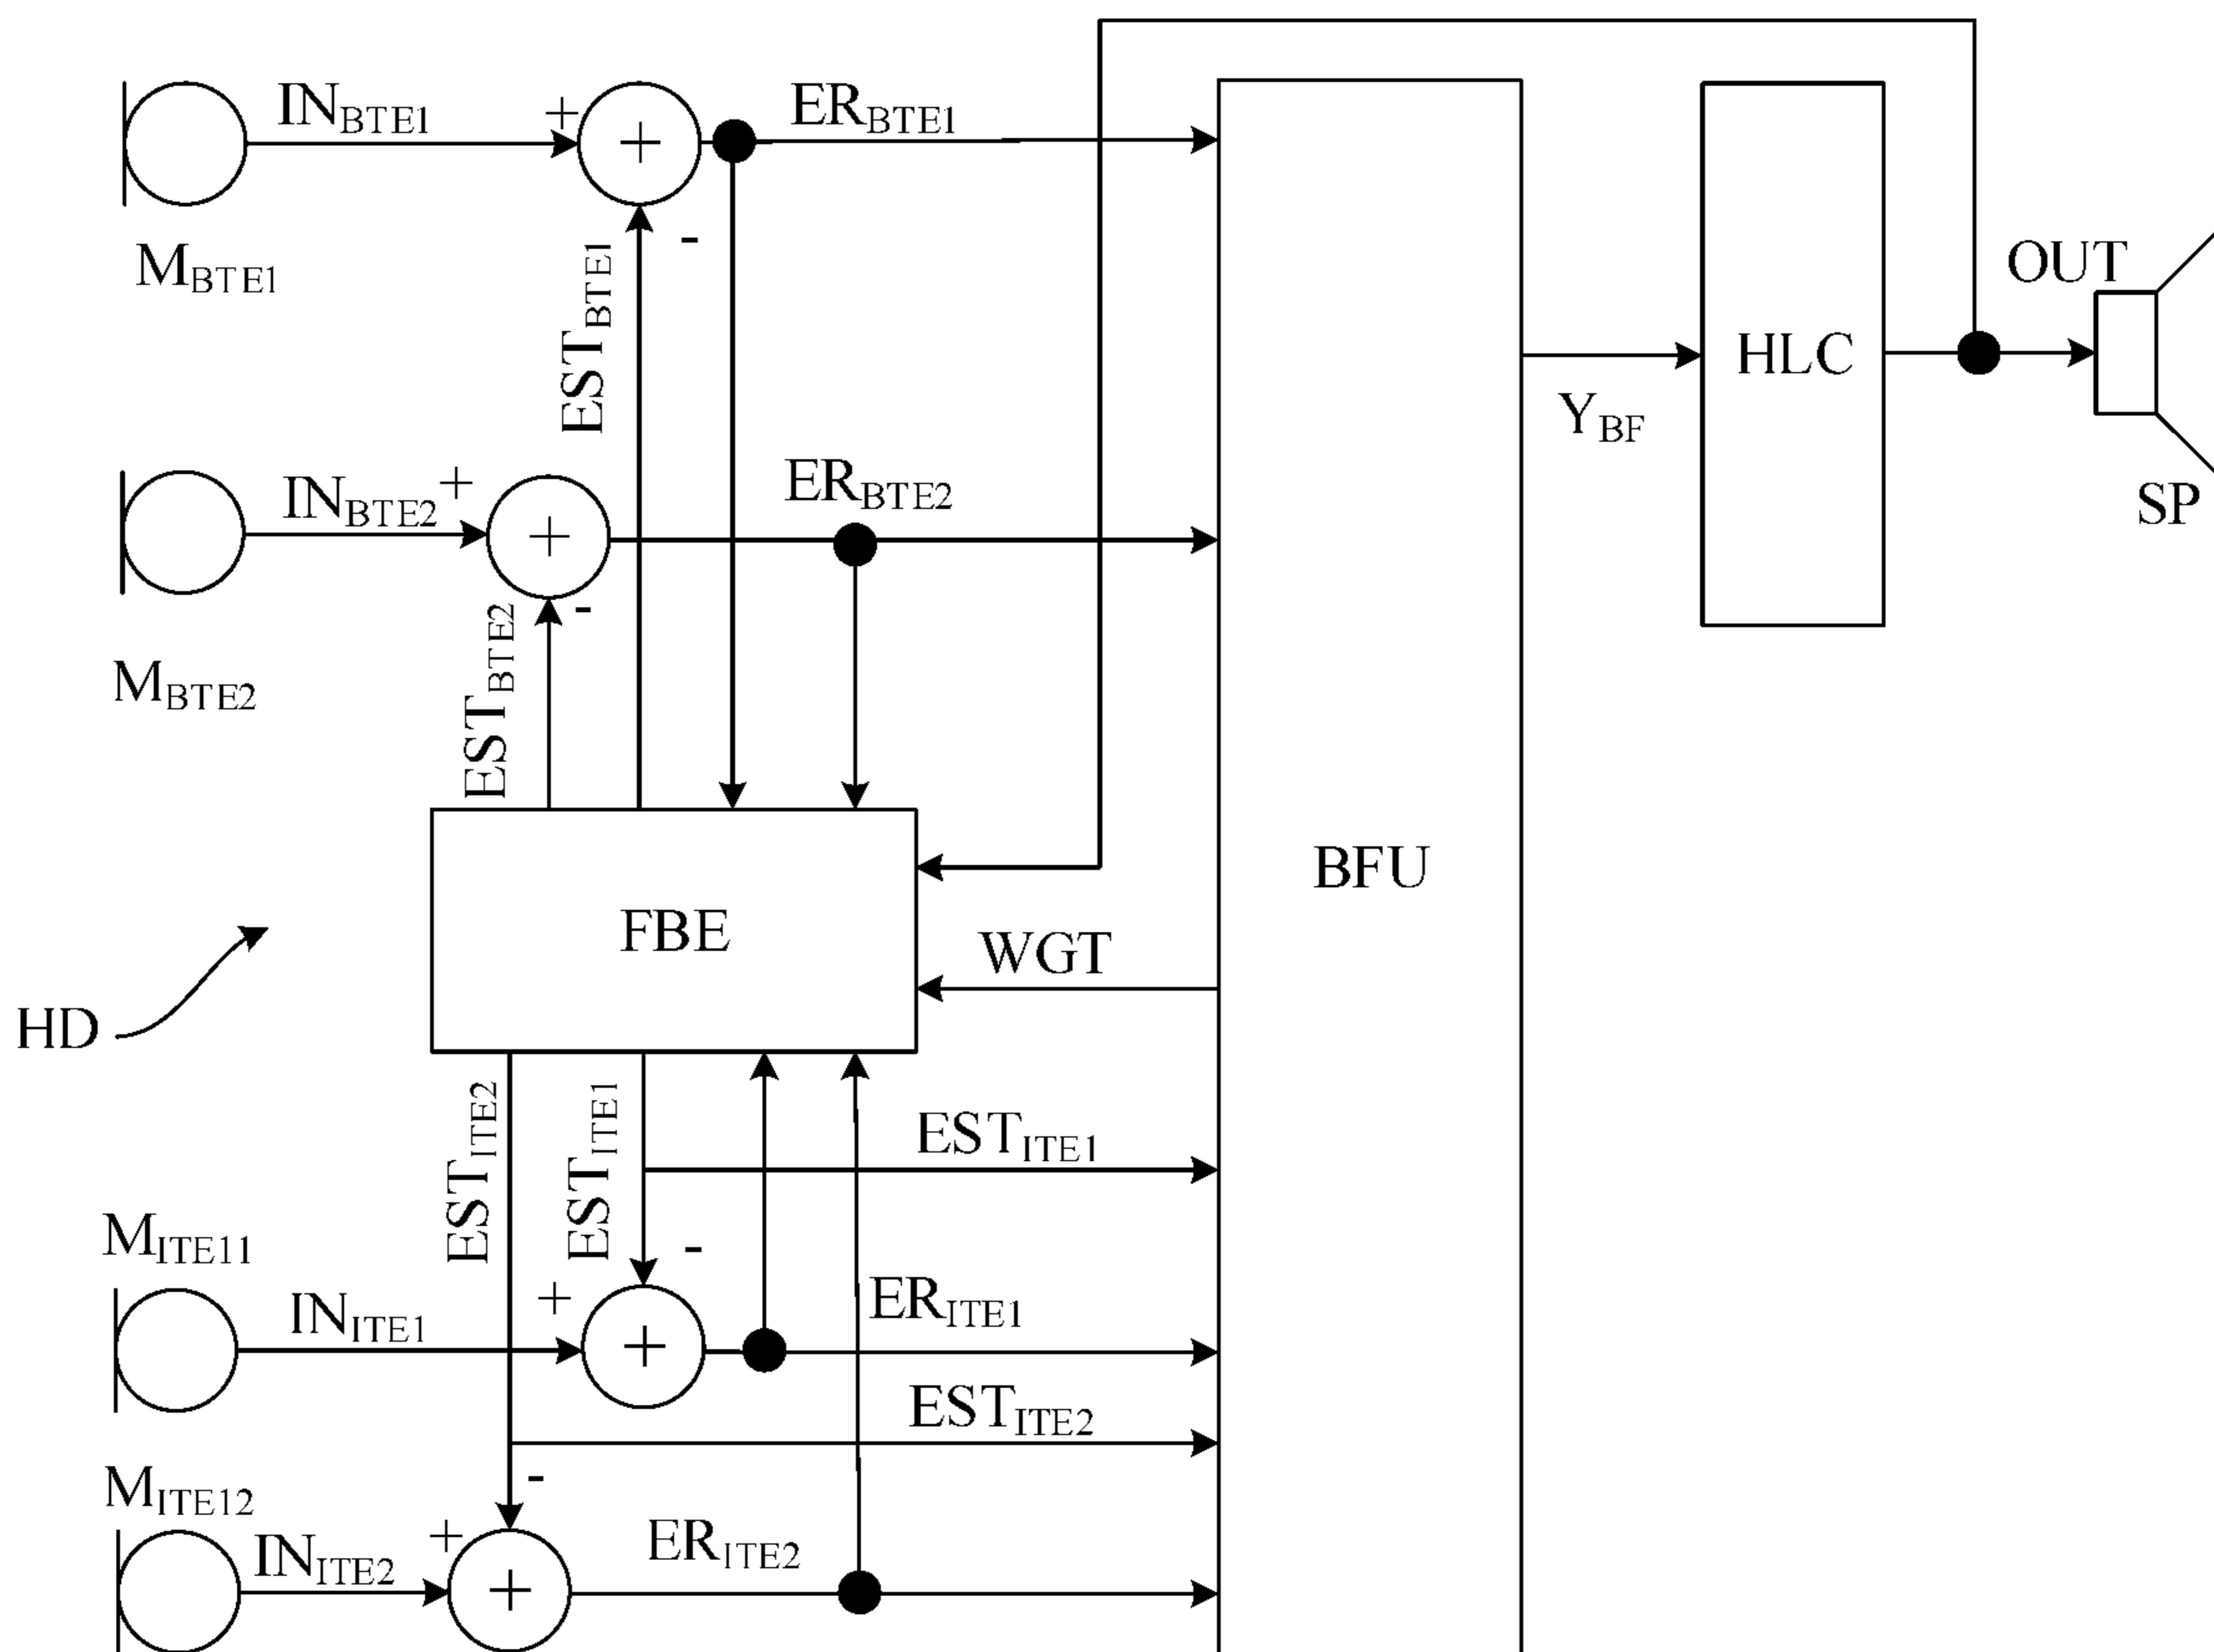 IN_BTE1
+
+
ER_BTE1
-
M_BTE1
EST_BTE1
OUT
HLC
Y_BF
SP
IN_BTE2
+
+
ER_BTE2
-
M_BTE2
EST_BTE2
BFU
FBE
WGT
HD
EST_ITE2
EST_ITE1
EST_ITE1
M_ITE11
-
IN_ITE1
+
+
ER_ITE1
EST_ITE2
M_ITE12
-
IN_ITE2
+
+
ER_ITE2